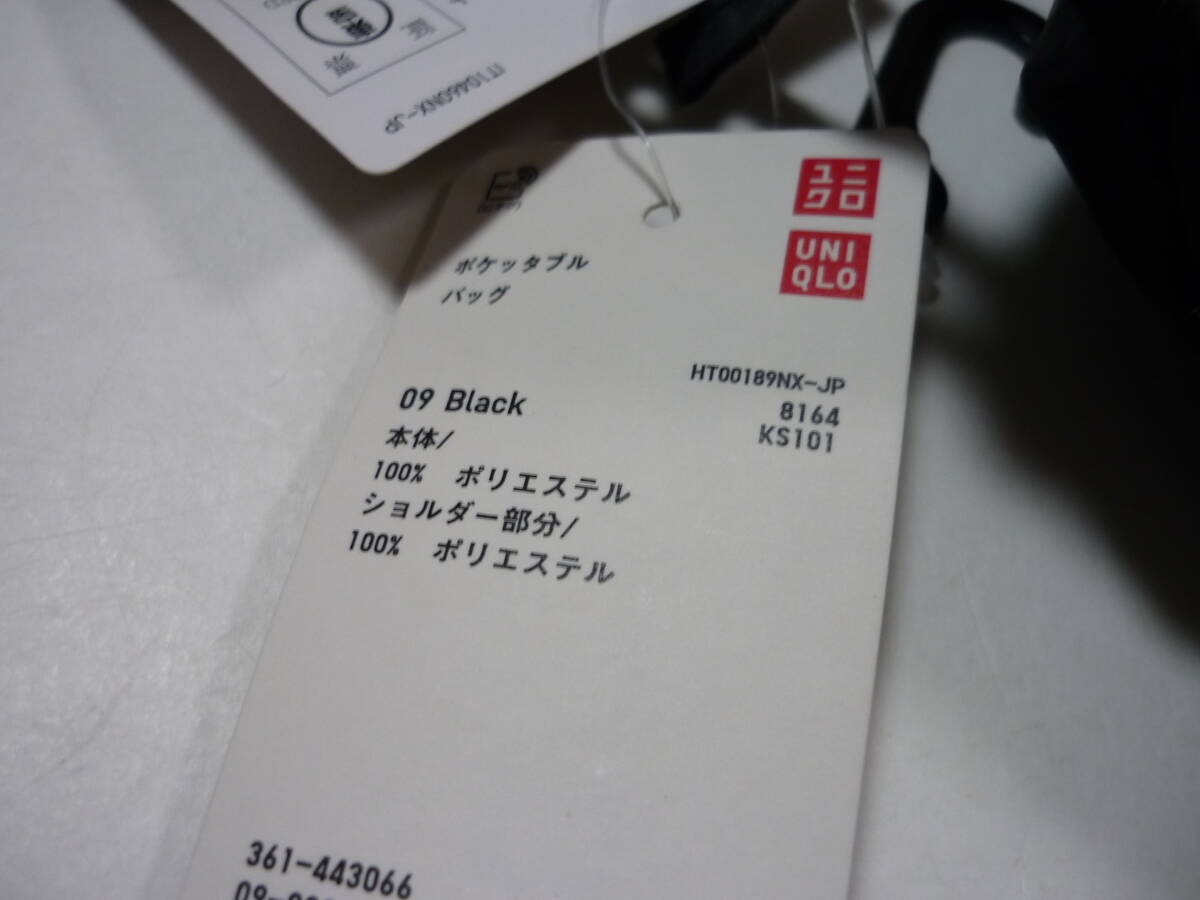 IT10460NX-JP
ユニ
クロ
UNI
QLO
ポケッタブル
バッグ
HT00189NX-JP
8164
KS101
09 Black
本体/
100% ポリエステル
ショルダー部分/
100% ポリエステル
361-443066